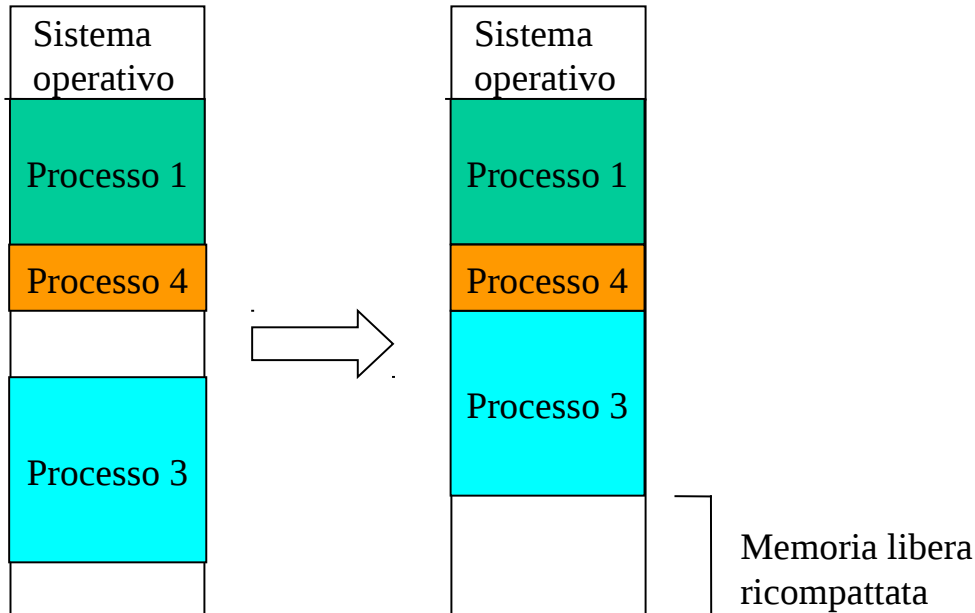 Sistema
operativo
Processo 1
Processo 4
Processo 3
Sistema
operativo
Processo 1
Processo 4
Processo 3
Memoria libera
ricompattata